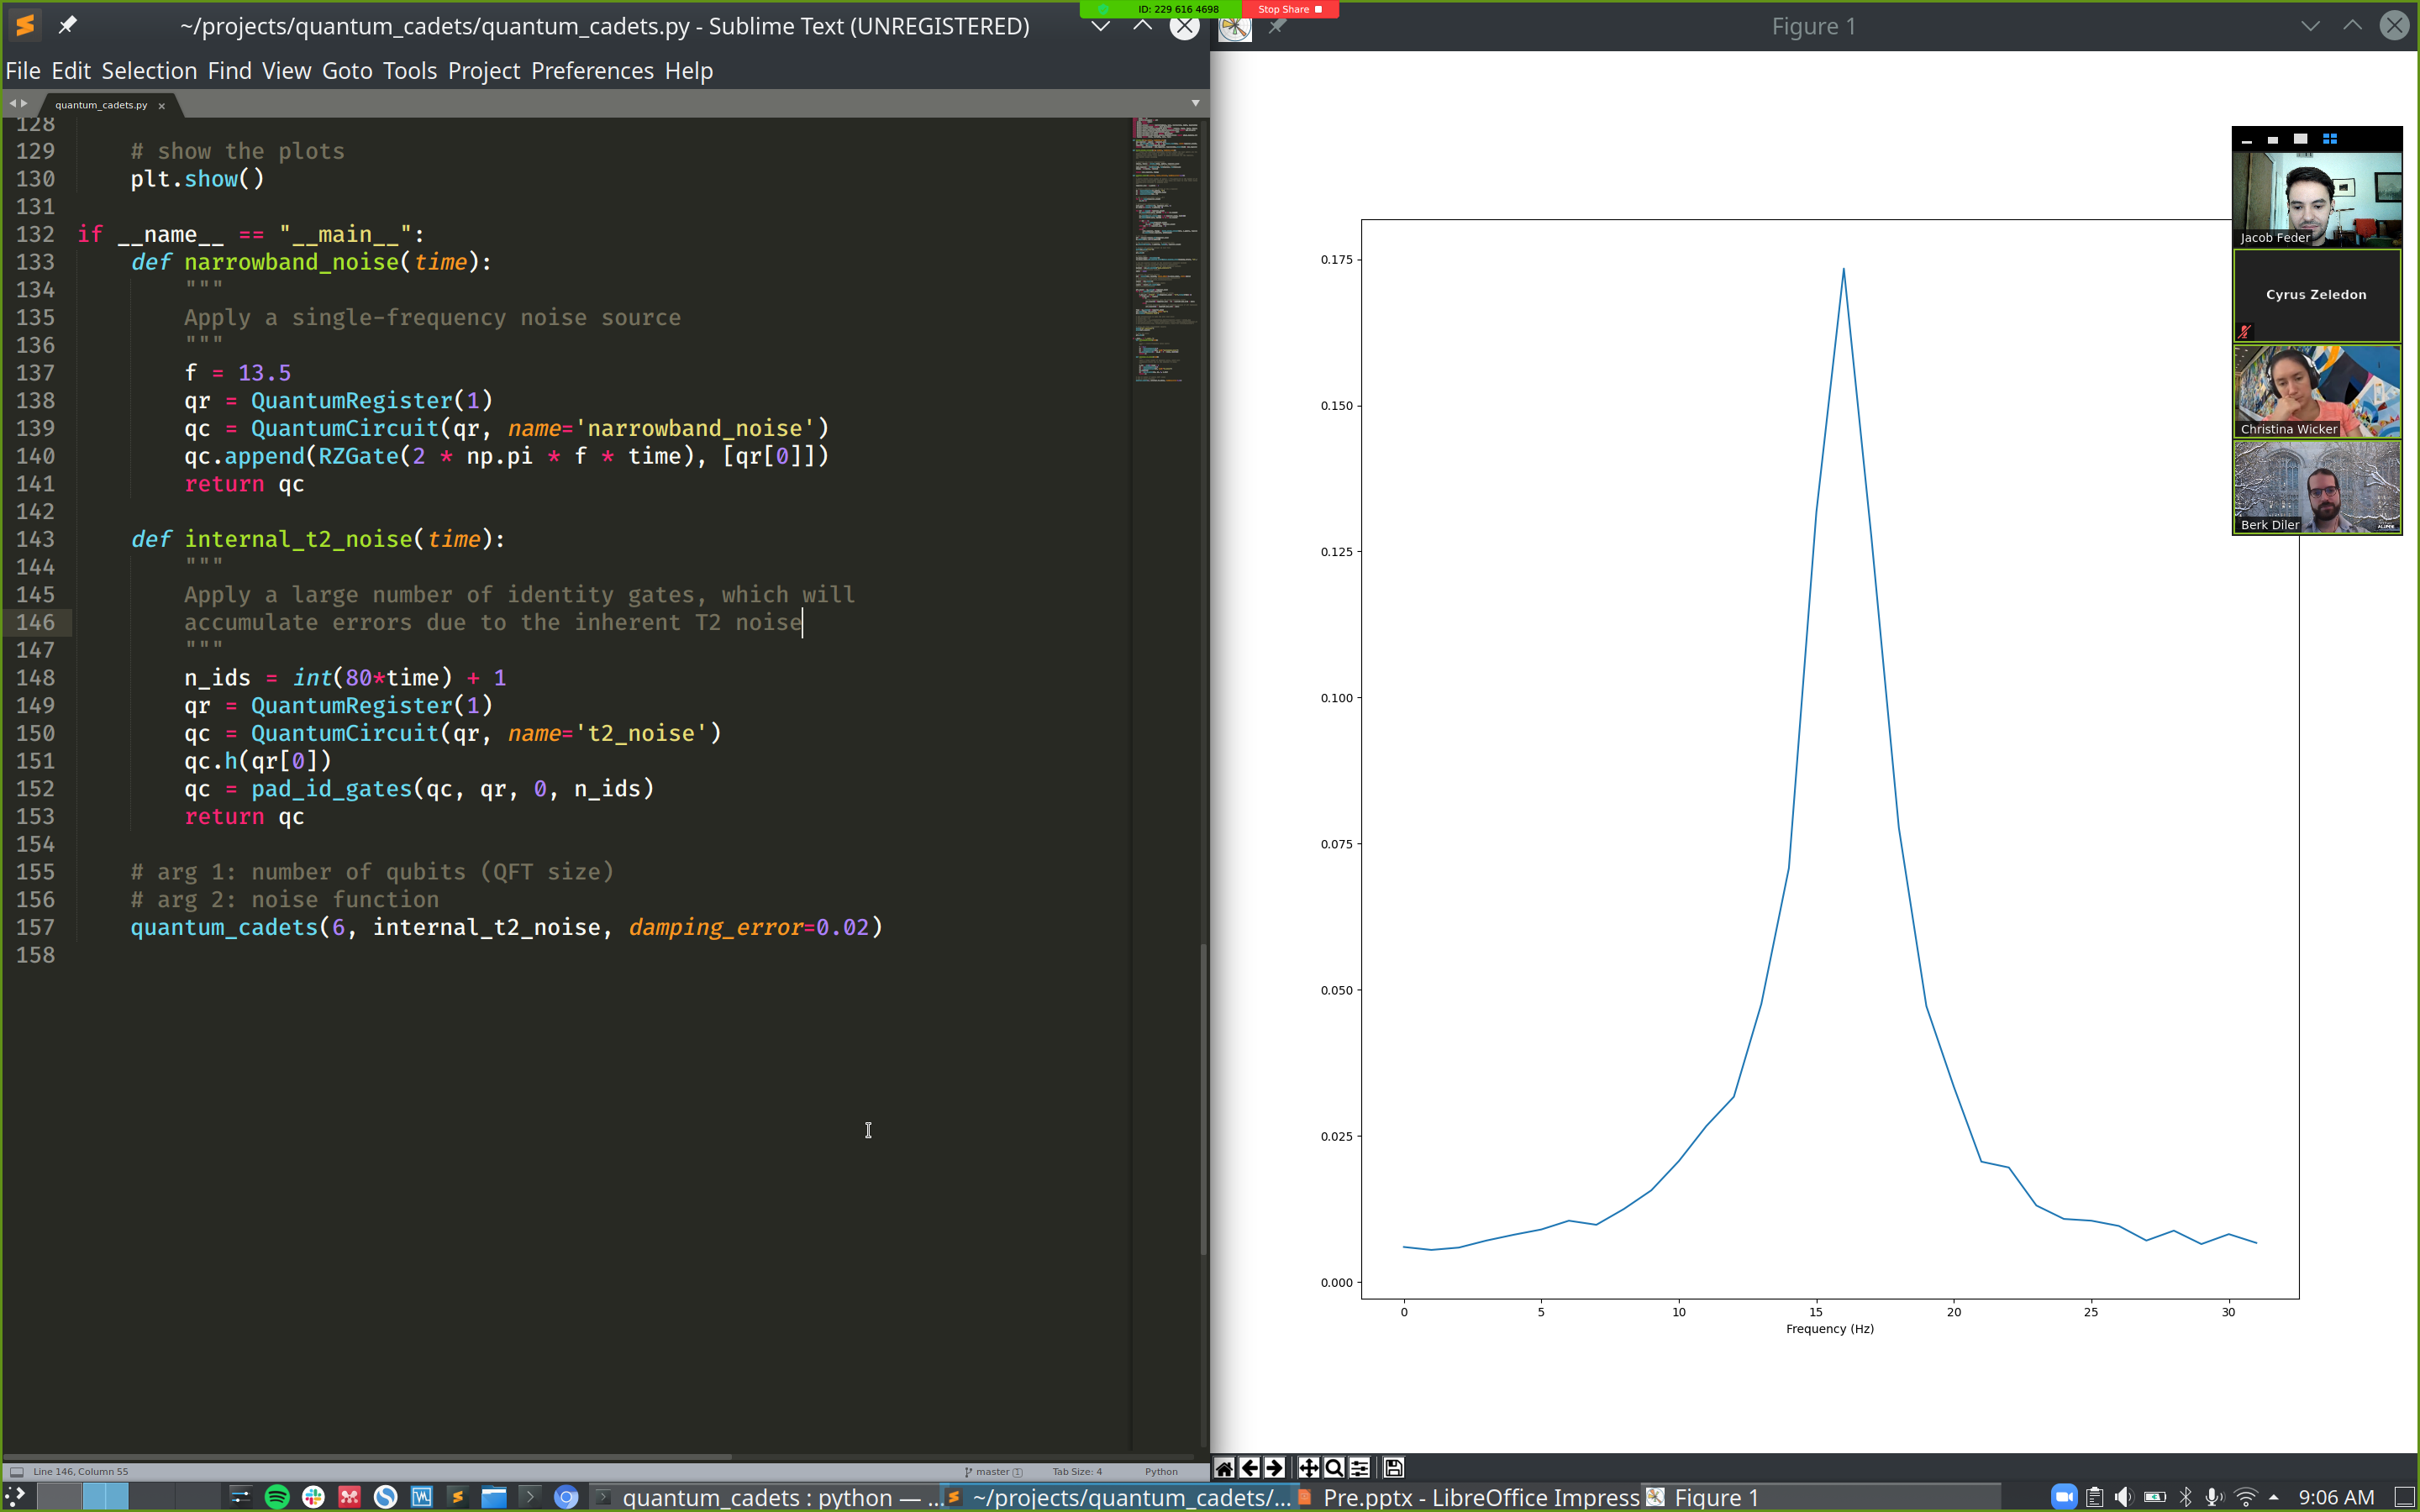 ID: 229 616 4698
Stop Share
~/projects/quantum_cadets/quantum_cadets.py - Sublime Text (UNREGISTERED)
File Edit Selection Find View Goto Tools Project Preferences Help
quantum_cadets.py
128
129 # show the plots
130 plt.show()
131
132 if __name__ == "__main__":
133 def narrowband_noise(time):
134 """
135 Apply a single-frequency noise source
136 """
137 f = 13.5
138 qr = QuantumRegister(1)
139 qc = QuantumCircuit(qr, name='narrowband_noise')
140 qc.append(RZGate(2 * np.pi * f * time), [qr[0]])
141 return qc
142
143 def internal_t2_noise(time):
144 """
145 Apply a large number of identity gates, which will
146 accumulate errors due to the inherent T2 noise
147 """
148 n_ids = int(80*time) + 1
149 qr = QuantumRegister(1)
150 qc = QuantumCircuit(qr, name='t2_noise')
151 qc.h(qr[0])
152 qc = pad_id_gates(qc, qr, 0, n_ids)
153 return qc
154
155 # arg 1: number of qubits (QFT size)
156 # arg 2: noise function
157 quantum_cadets(6, internal_t2_noise, damping_error=0.02)
158
Line 146, Column 55
master 1
Tab Size: 4
Python
Figure 1
0.175
0.150
0.125
0.100
0.075
0.050
0.025
0.000
0 5 10 15 20 25 30
Frequency (Hz)
Jacob Feder
Cyrus Zeledon
Christina Wicker
Berk Diler
quantum_cadets : python — ...
~/projects/quantum_cadets/...
Pre.pptx - LibreOffice Impress
Figure 1
9:06 AM